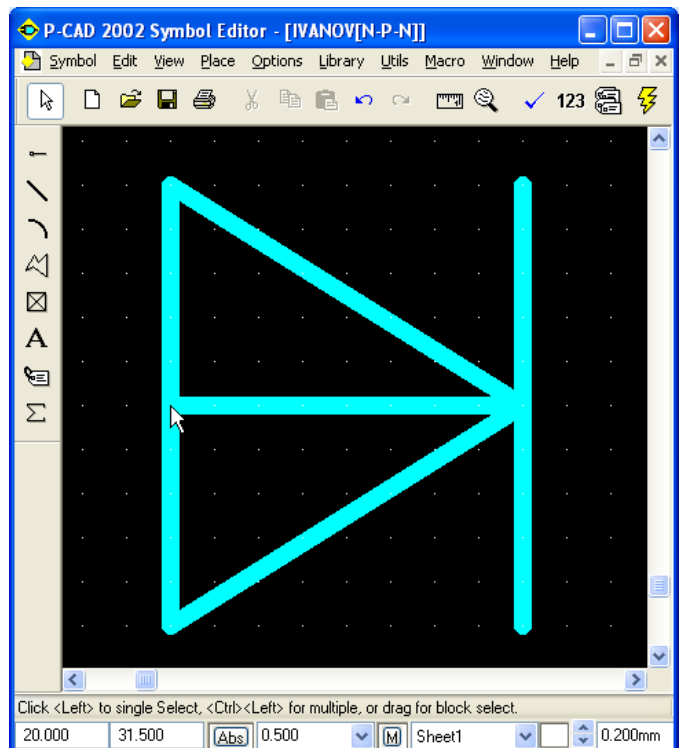 P-CAD 2002 Symbol Editor - [IVANOV[N-P-N]]
Symbol Edit View Place Options Library Utils Macro Window Help
123
A
Σ
Click <Left> to single Select, <Ctrl><Left> for multiple, or drag for block select.
20.000 31.500 Abs 0.500 M Sheet1 0.200mm